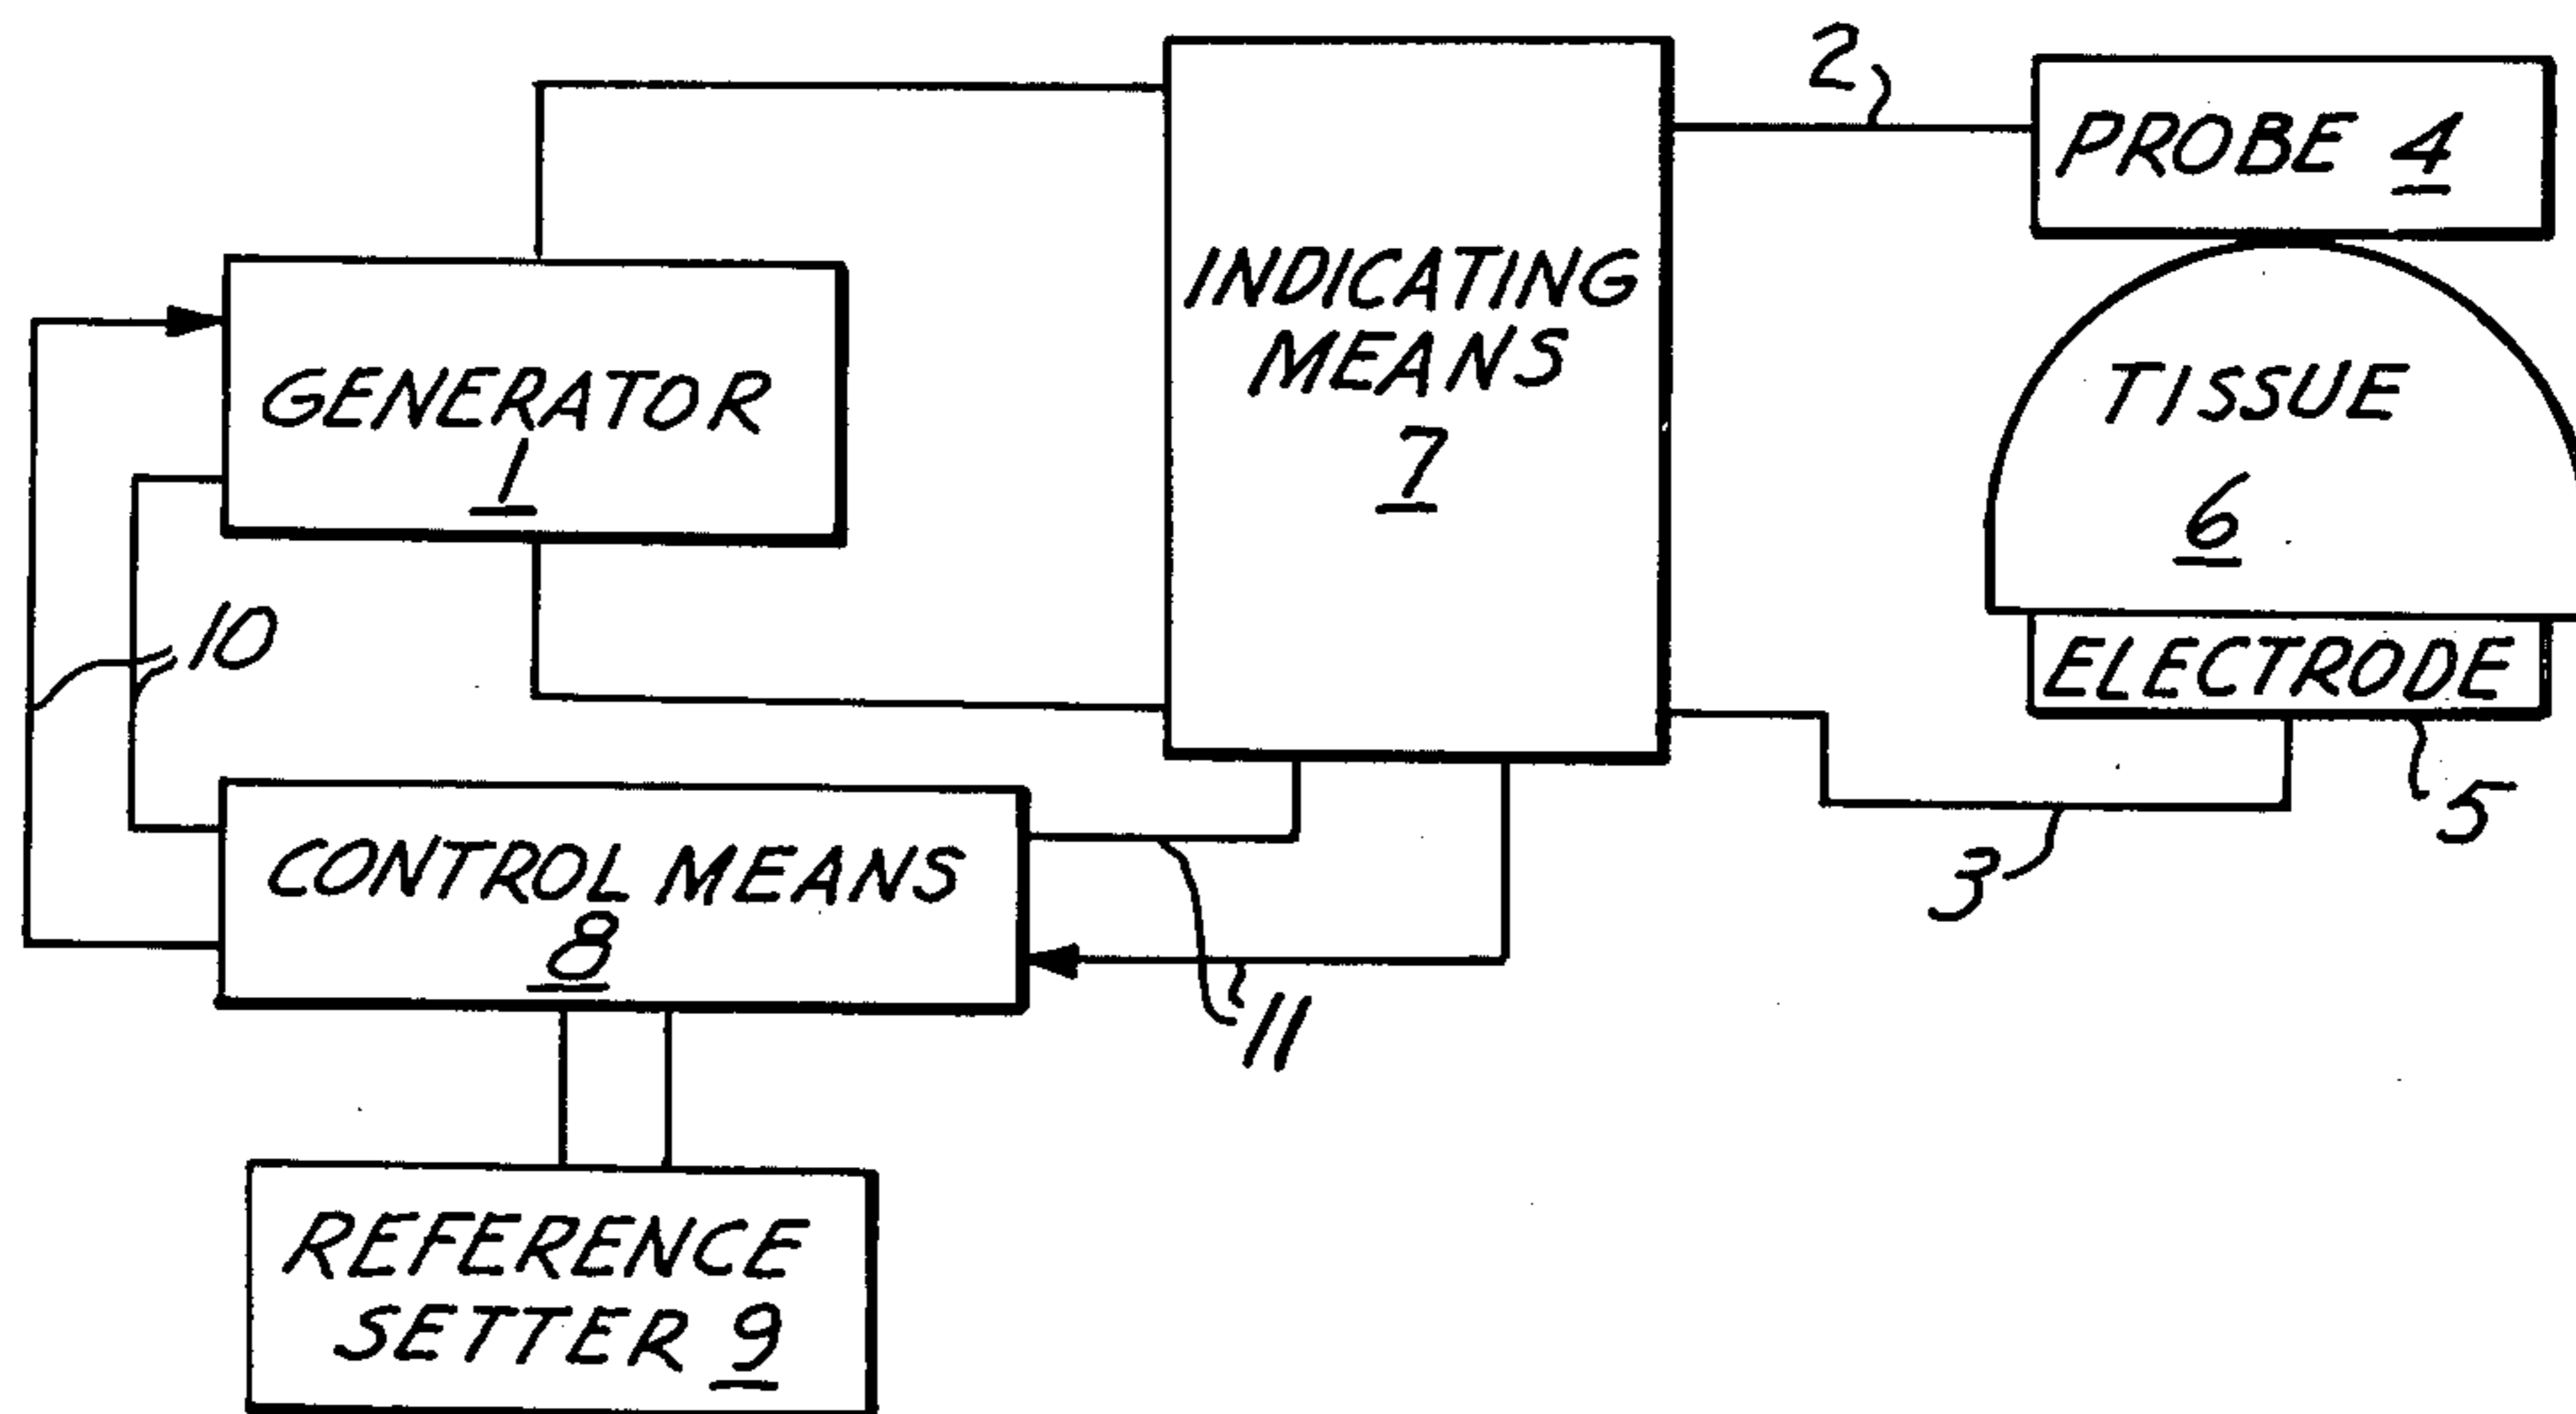 2
PROBE 4
INDICATING
MEANS
7
GENERATOR
1
TISSUE
6
10
ELECTRODE
5
3
CONTROL MEANS
8
11
REFERENCE
SETTER 9